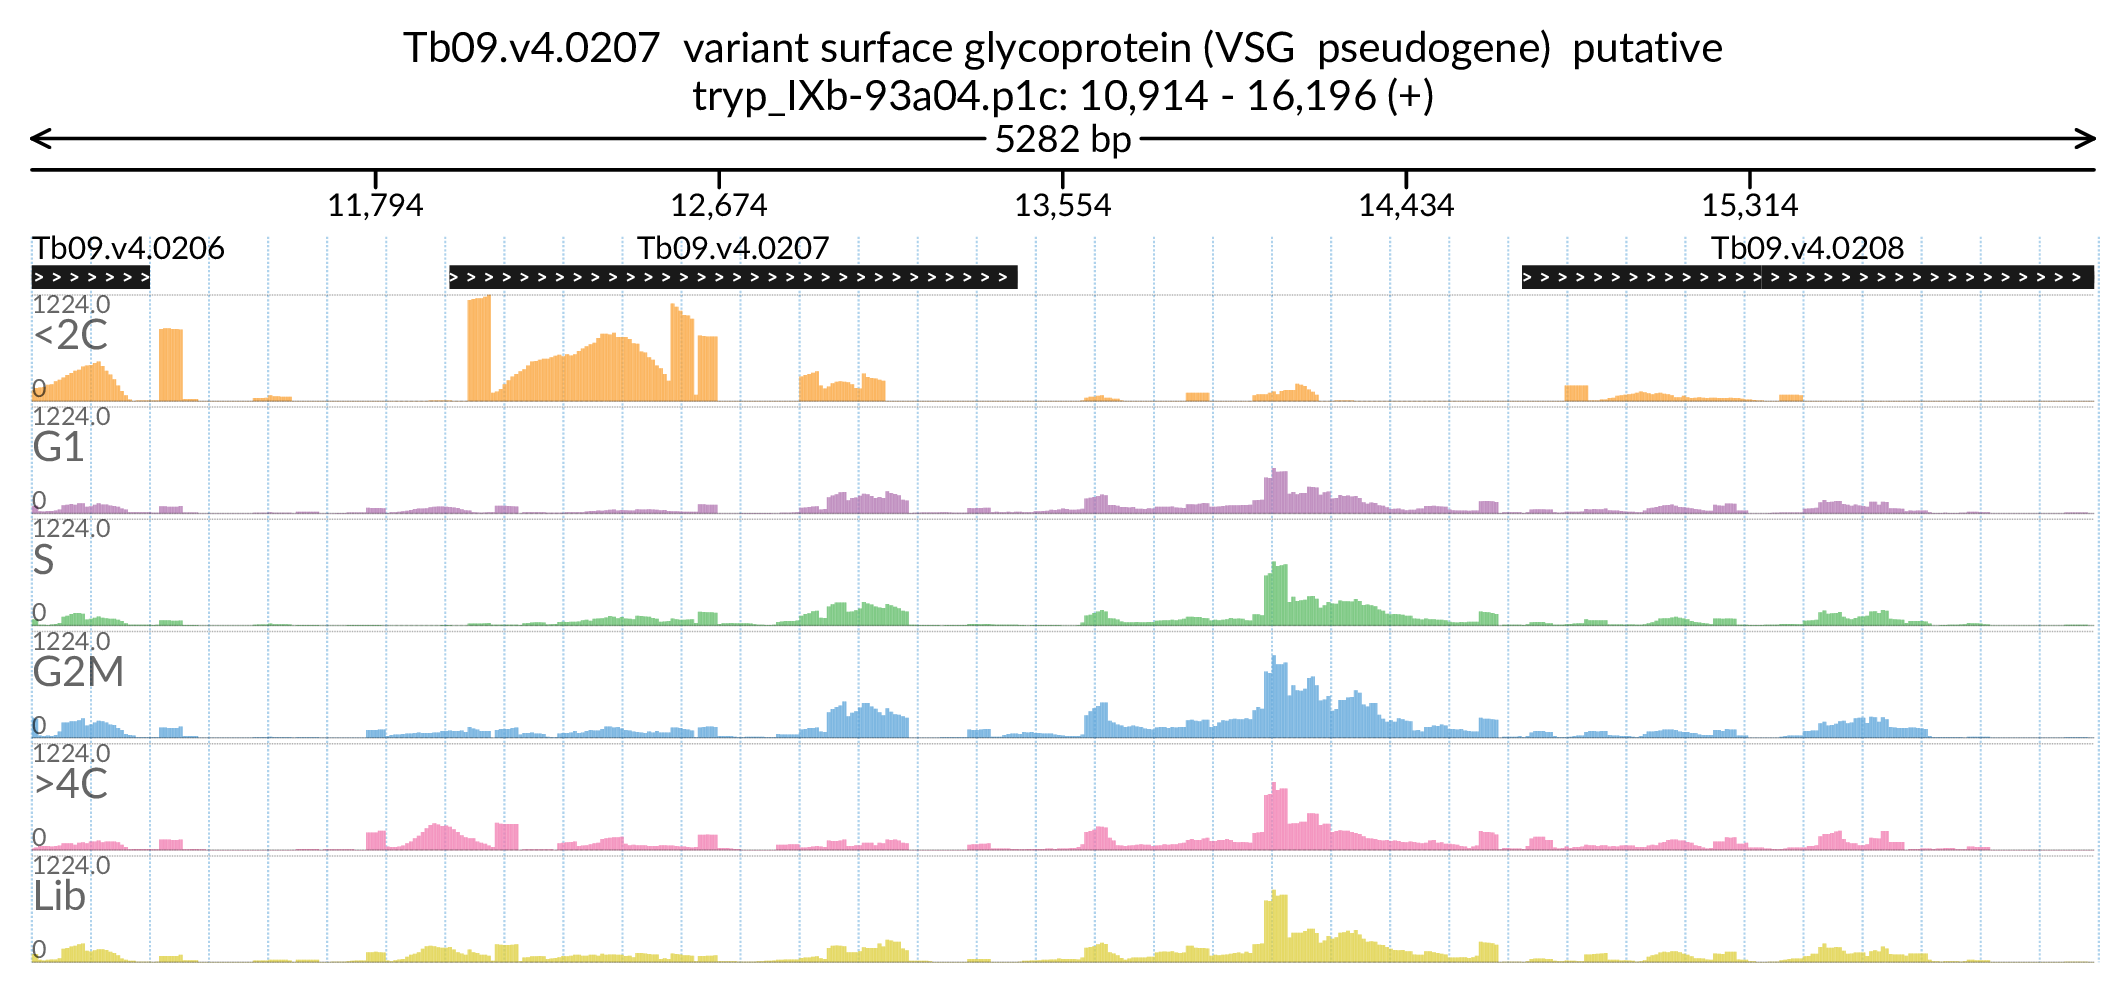 Tb09.v4.0207 variant surface glycoprotein (VSG pseudogene) putative
tryp_IXb-93a04.p1c: 10,914 - 16,196 (+)
5282 bp
11,794 12,674 13,554 14,434 15,314
Tb09.v4.0206 Tb09.v4.0207 Tb09.v4.0208
1224.0
<2C
0
1224.0
G1
0
1224.0
S
0
1224.0
G2M
0
1224.0
>4C
0
1224.0
Lib
0